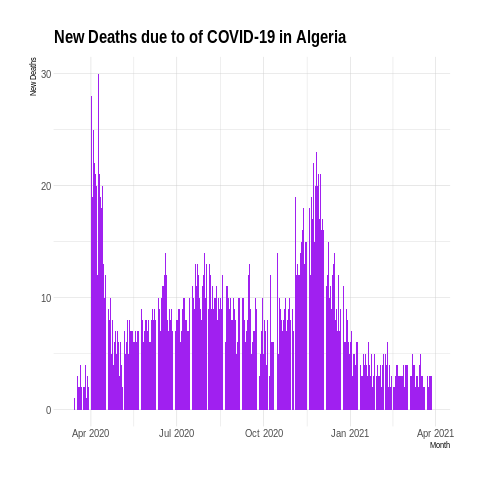 New Deaths due to of COVID-19 in Algeria
New Deaths
30
20
10
0
Apr 2020 Jul 2020 Oct 2020 Jan 2021 Apr 2021
Month